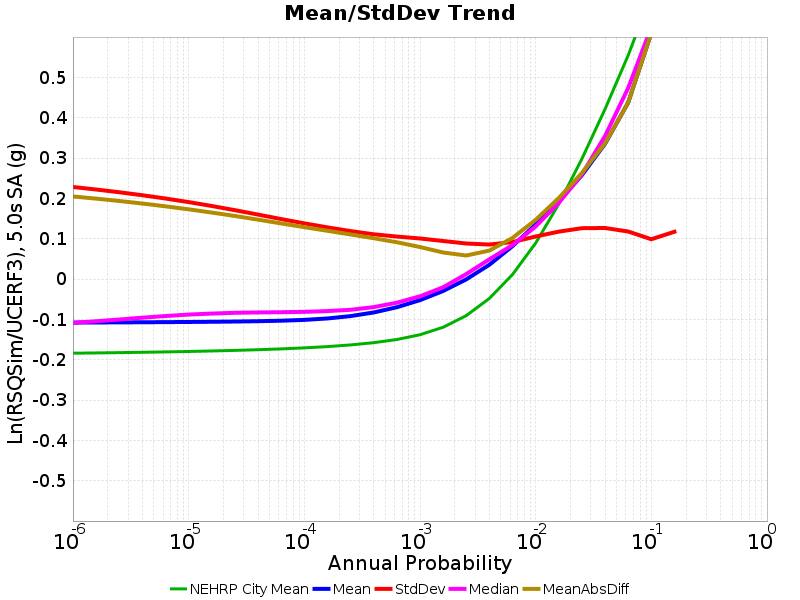 Mean/StdDev Trend
Ln(RSQSim/UCERF3), 5.0s SA (g)
0.5
0.4
0.3
0.2
0.1
0
-0.1
-0.2
-0.3
-0.4
-0.5
10^-6 10^-5 10^-4 10^-3 10^-2 10^-1 10^0
Annual Probability
NEHRP City Mean Mean StdDev Median MeanAbsDiff